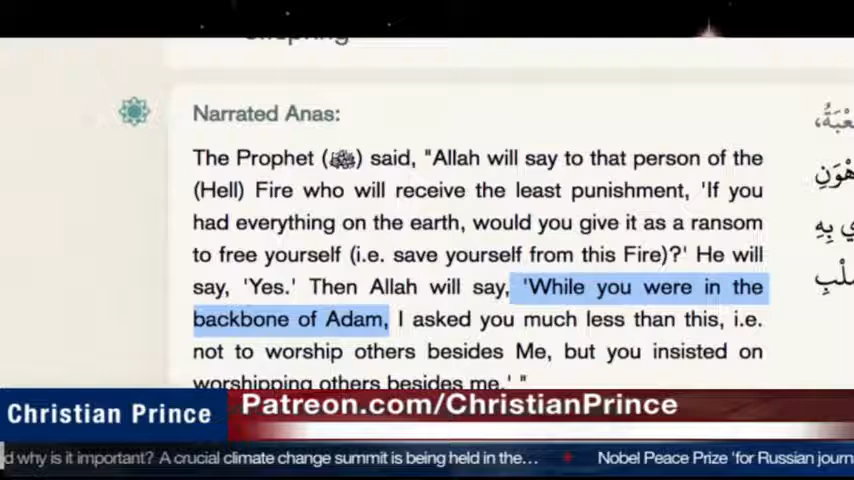 offspring
Narrated Anas:
The Prophet (ﷺ) said, "Allah will say to that person of the
(Hell) Fire who will receive the least punishment, 'If you
had everything on the earth, would you give it as a ransom
to free yourself (i.e. save yourself from this Fire)?' He will
say, 'Yes.' Then Allah will say, 'While you were in the
backbone of Adam, I asked you much less than this, i.e.
not to worship others besides Me, but you insisted on
worshipping others besides me.' "
Christian Prince
Patreon.com/ChristianPrince
d why is it important? A crucial climate change summit is being held in the... Nobel Peace Prize 'for Russian journ